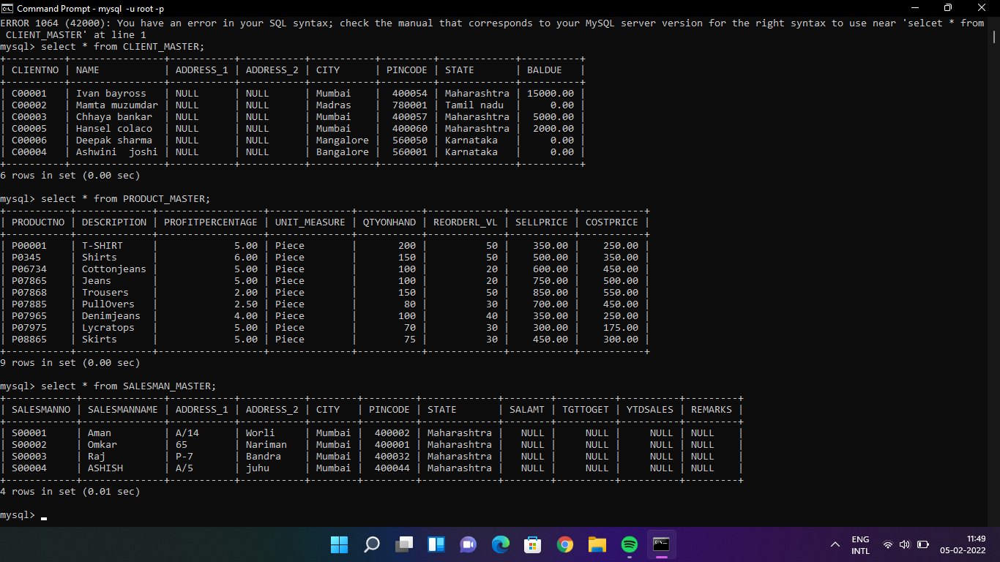 Command Prompt - mysql -u root -p
ERROR 1064 (42000): You have an error in your SQL syntax; check the manual that corresponds to your MySQL server version for the right syntax to use near 'selcet * from
 CLIENT_MASTER' at line 1
mysql> select * from CLIENT_MASTER;
+----------+----------------+-----------+-----------+-----------+---------+-------------+----------+
| CLIENTNO | NAME           | ADDRESS_1 | ADDRESS_2 | CITY      | PINCODE | STATE       | BALDUE   |
+----------+----------------+-----------+-----------+-----------+---------+-------------+----------+
| C00001   | Ivan bayross   | NULL      | NULL      | Mumbai    |  400054 | Maharashtra | 15000.00 |
| C00002   | Mamta muzumdar | NULL      | NULL      | Madras    |  780001 | Tamil nadu  |     0.00 |
| C00003   | Chhaya bankar  | NULL      | NULL      | Mumbai    |  400057 | Maharashtra |  5000.00 |
| C00005   | Hansel colaco  | NULL      | NULL      | Mumbai    |  400060 | Maharashtra |  2000.00 |
| C00006   | Deepak sharma  | NULL      | NULL      | Mangalore |  560050 | Karnataka   |     0.00 |
| C00004   | Ashwini  joshi | NULL      | NULL      | Bangalore |  560001 | Karnataka   |     0.00 |
+----------+----------------+-----------+-----------+-----------+---------+-------------+----------+
6 rows in set (0.00 sec)
mysql> select * from PRODUCT_MASTER;
+-----------+-------------+------------------+--------------+-----------+-------------+-----------+-----------+
| PRODUCTNO | DESCRIPTION | PROFITPERCENTAGE | UNIT_MEASURE | QTYONHAND | REORDERL_VL | SELLPRICE | COSTPRICE |
+-----------+-------------+------------------+--------------+-----------+-------------+-----------+-----------+
| P00001    | T-SHIRT     |             5.00 | Piece        |       200 |          50 |    350.00 |    250.00 |
| P0345     | Shirts      |             6.00 | Piece        |       150 |          50 |    500.00 |    350.00 |
| P06734    | Cottonjeans |             5.00 | Piece        |       100 |          20 |    600.00 |    450.00 |
| P07865    | Jeans       |             5.00 | Piece        |       100 |          20 |    750.00 |    500.00 |
| P07868    | Trousers    |             2.00 | Piece        |       150 |          50 |    850.00 |    550.00 |
| P07885    | PullOvers   |             2.50 | Piece        |        80 |          30 |    700.00 |    450.00 |
| P07965    | Denimjeans  |             4.00 | Piece        |       100 |          40 |    350.00 |    250.00 |
| P07975    | Lycratops   |             5.00 | Piece        |        70 |          30 |    300.00 |    175.00 |
| P08865    | Skirts      |             5.00 | Piece        |        75 |          30 |    450.00 |    300.00 |
+-----------+-------------+------------------+--------------+-----------+-------------+-----------+-----------+
9 rows in set (0.00 sec)
mysql> select * from SALESMAN_MASTER;
+------------+--------------+-----------+-----------+--------+---------+-------------+--------+----------+----------+---------+
| SALESMANNO | SALESMANNAME | ADDRESS_1 | ADDRESS_2 | CITY   | PINCODE | STATE       | SALAMT | TGTTOGET | YTDSALES | REMARKS |
+------------+--------------+-----------+-----------+--------+---------+-------------+--------+----------+----------+---------+
| S00001     | Aman         | A/14      | Worli     | Mumbai |  400002 | Maharashtra |   NULL |     NULL |     NULL | NULL    |
| S00002     | Omkar        | 65        | Nariman   | Mumbai |  400001 | Maharashtra |   NULL |     NULL |     NULL | NULL    |
| S00003     | Raj          | P-7       | Bandra    | Mumbai |  400032 | Maharashtra |   NULL |     NULL |     NULL | NULL    |
| S00004     | ASHISH       | A/5       | juhu      | Mumbai |  400044 | Maharashtra |   NULL |     NULL |     NULL | NULL    |
+------------+--------------+-----------+-----------+--------+---------+-------------+--------+----------+----------+---------+
4 rows in set (0.01 sec)
mysql>
ENG
INTL
11:49
05-02-2022